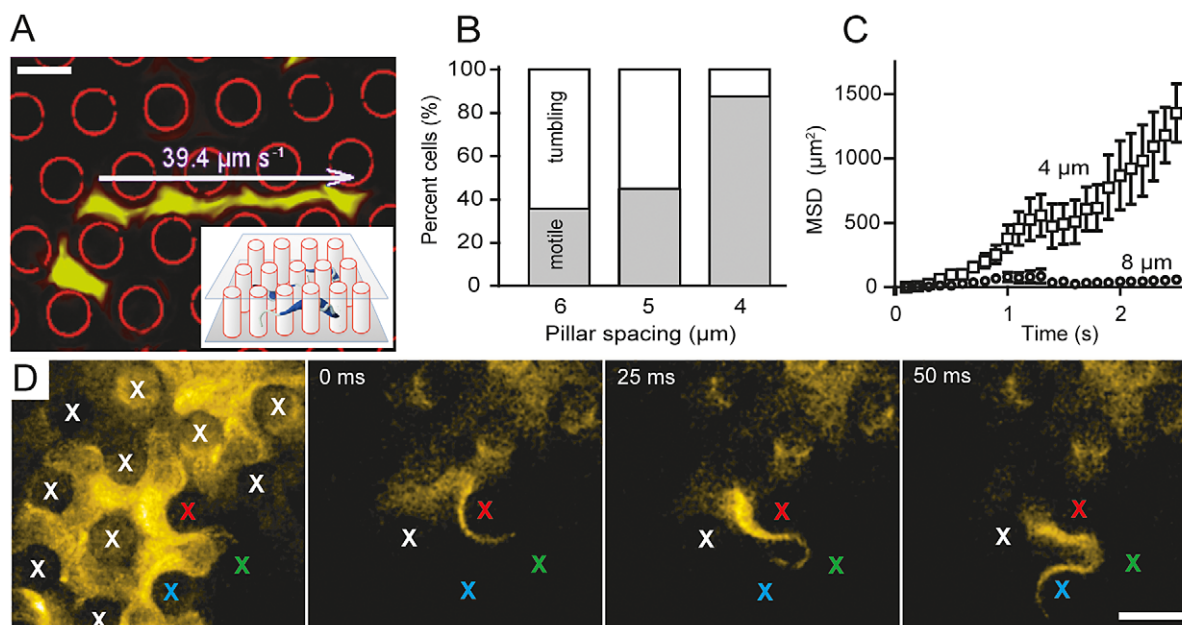 A
39.4 µm s⁻¹
B
Percent cells (%)
100
80
60
40
20
0
tumbling
motile
6
5
4
Pillar spacing (µm)
C
MSD (µm²)
1500
1000
500
0
4 µm
8 µm
0
1
2
Time (s)
D
X X X X X X X X X X X X X X
0 ms
X X X X
25 ms
X X X X
50 ms
X X X X